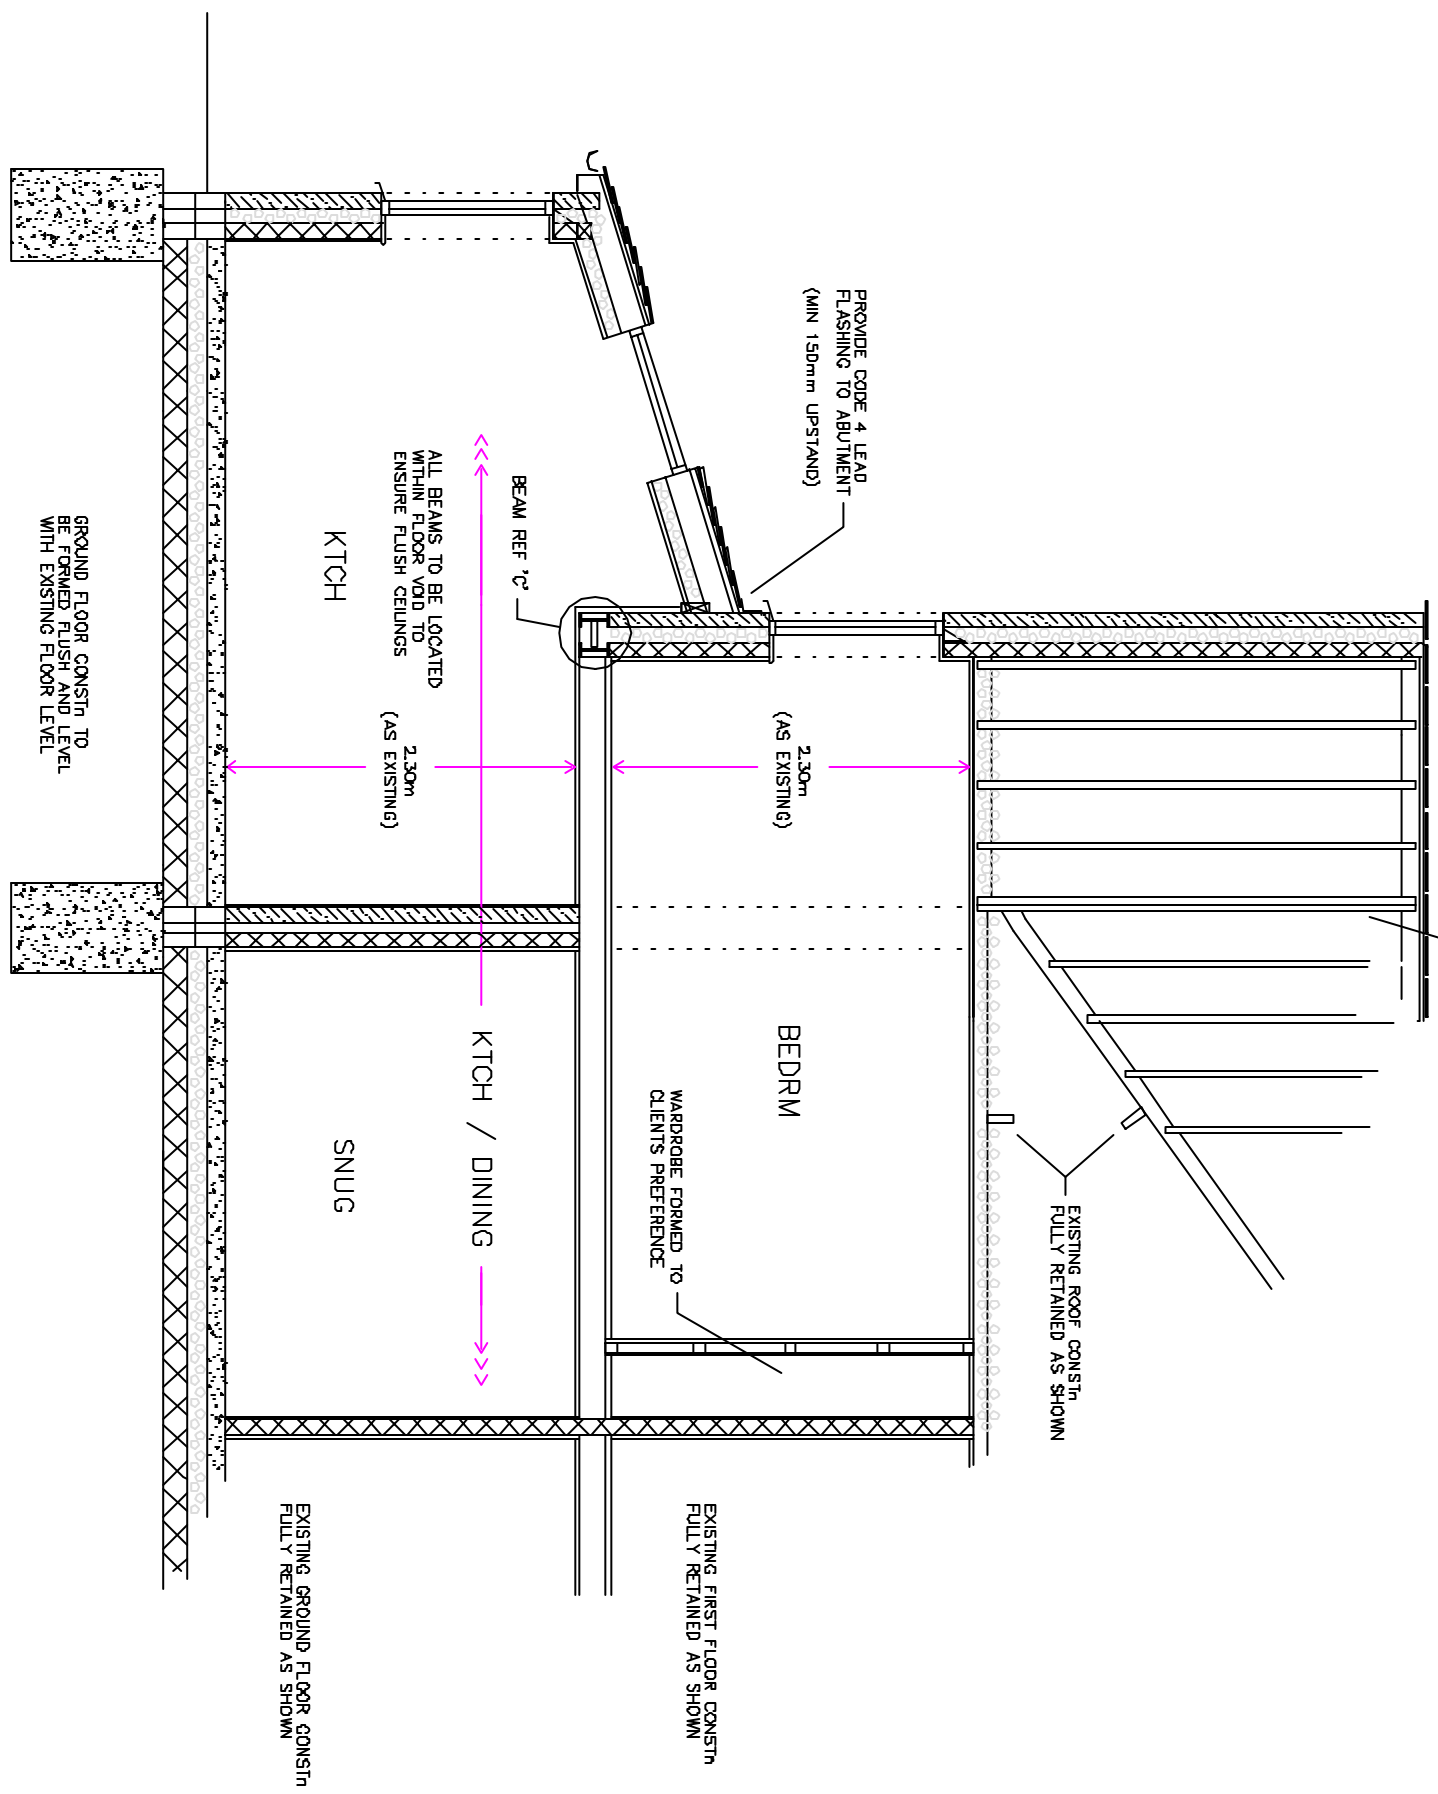 EXISTING ROOF CONSTn
FULLY RETAINED AS SHOWN
PROVIDE CODE 4 LEAD
FLASHING TO ABUTMENT
(MIN 150mm UPSTAND)
2.30m
(AS EXISTING)
BEDRM
WARDROBE FORMED TO
CLIENTS PREFERENCE
EXISTING FIRST FLOOR CONSTn
FULLY RETAINED AS SHOWN
BEAM REF 'C'
KTCH / DINING
ALL BEAMS TO BE LOCATED
WITHIN FLOOR VOID TO
ENSURE FLUSH CEILINGS
2.30m
(AS EXISTING)
KTCH
SNUG
EXISTING GROUND FLOOR CONSTn
FULLY RETAINED AS SHOWN
GROUND FLOOR CONSTn TO
BE FORMED FLUSH AND LEVEL
WITH EXISTING FLOOR LEVEL